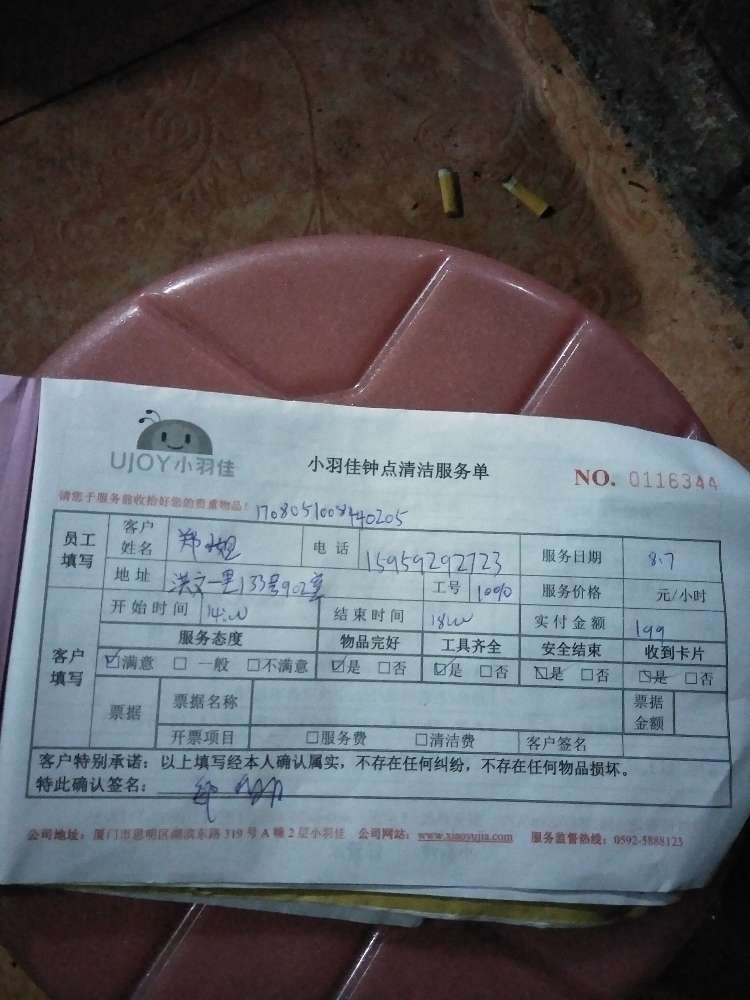 UJOY小羽佳
小羽佳钟点清洁服务单
NO. 0116344
请您于服务前收拾好您的贵重物品！
170805100840205
员工填写 客户姓名 郑 电话 15959292723 服务日期 8.7
地址 洪文一里133号902室 工号 1090 服务价格 元/小时
客户填写 开始时间 14:00 结束时间 18:00 实付金额 199
服务态度 物品完好 工具齐全 安全结束 收到卡片
☑满意 □一般 □不满意 ☑是 □否 ☑是 □否 ☑是 □否 ☑是 □否
票据 票据名称 票据金额
开票项目 □服务费 □清洁费 客户签名
客户特别承诺：以上填写经本人确认属实，不存在任何纠纷，不存在任何物品损坏。
特此确认签名：
公司地址：厦门市思明区湖滨东路 319 号 A 幢 2 层小羽佳 公司网站：www.xiaoyujia.com 服务监督热线：0592-5888123